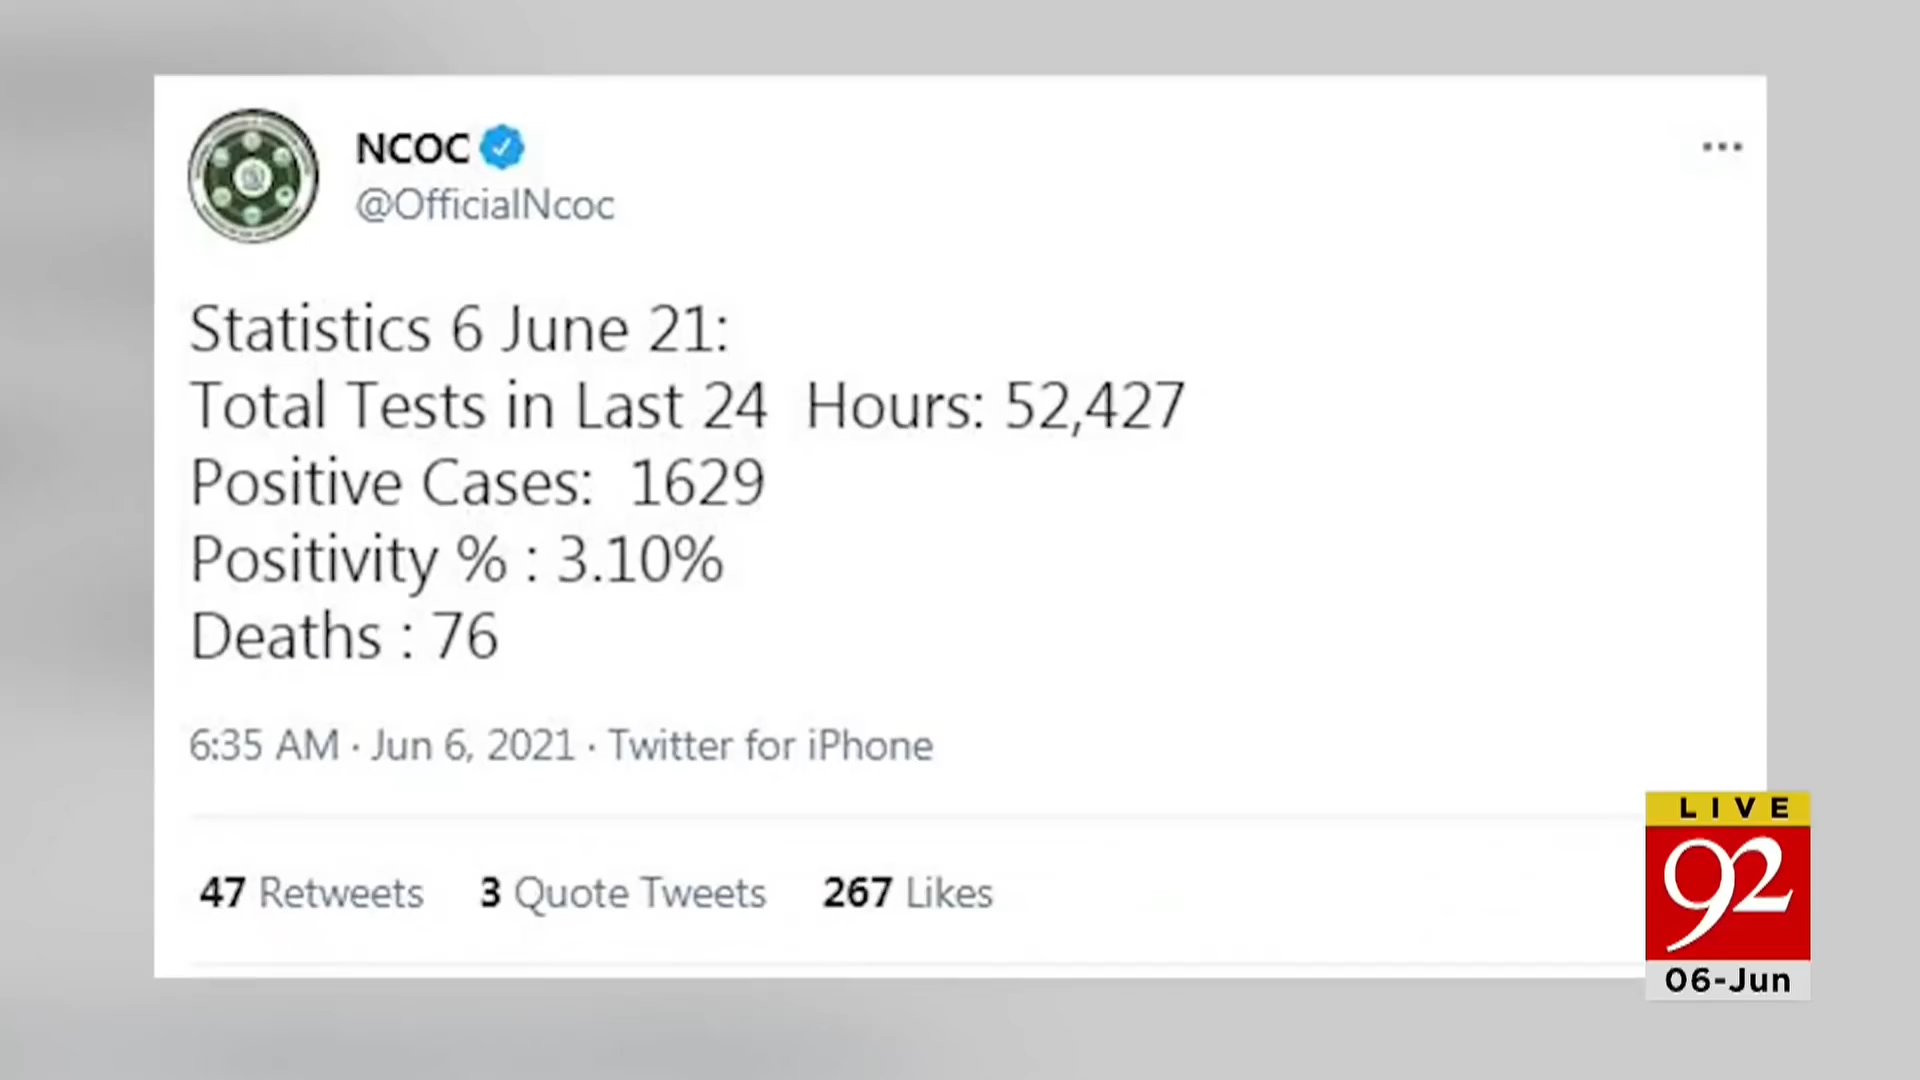 NCOC
@OfficialNcoc
...
Statistics 6 June 21:
Total Tests in Last 24  Hours: 52,427
Positive Cases:  1629
Positivity % : 3.10%
Deaths : 76
6:35 AM · Jun 6, 2021 · Twitter for iPhone
47 Retweets 3 Quote Tweets 267 Likes
LIVE
92
06-Jun